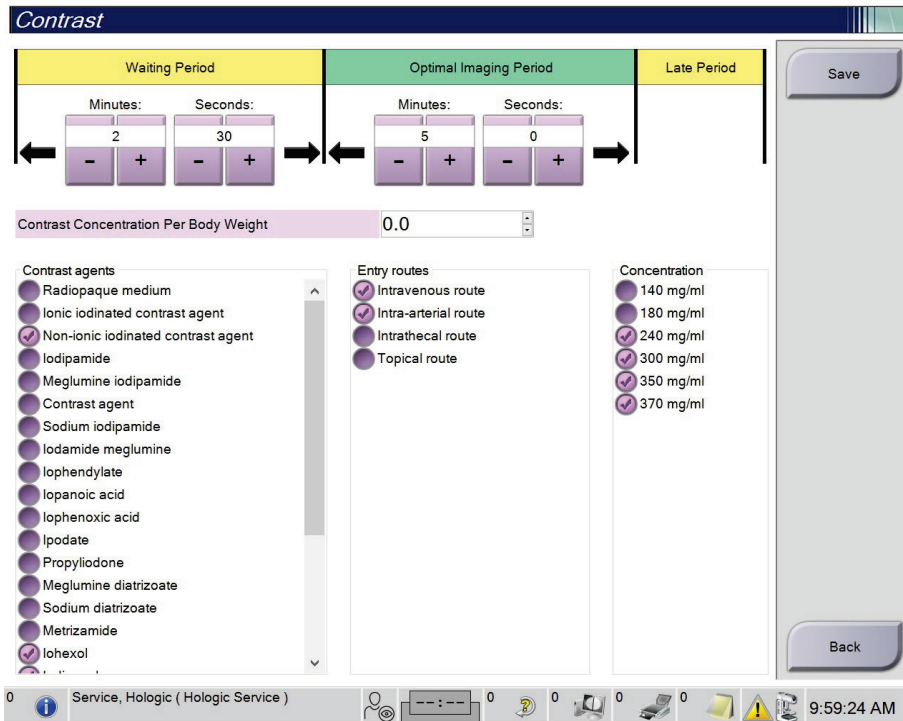 Contrast
Waiting Period
Optimal Imaging Period
Late Period
Save
Minutes:
Seconds:
Minutes:
Seconds:
2
30
5
0
-
+
-
+
-
+
-
+
Contrast Concentration Per Body Weight
0.0
Contrast agents
Radiopaque medium
Ionic iodinated contrast agent
Non-ionic iodinated contrast agent
Iodipamide
Meglumine iodipamide
Contrast agent
Sodium iodipamide
Iodamide meglumine
Iophendylate
Iopanoic acid
Iophenoxic acid
Ipodate
Propyliodone
Meglumine diatrizoate
Sodium diatrizoate
Metrizamide
Iohexol
Entry routes
Intravenous route
Intra-arterial route
Intrathecal route
Topical route
Concentration
140 mg/ml
180 mg/ml
240 mg/ml
300 mg/ml
350 mg/ml
370 mg/ml
Back
0
Service, Hologic ( Hologic Service )
--:--
0
0
0
0
9:59:24 AM